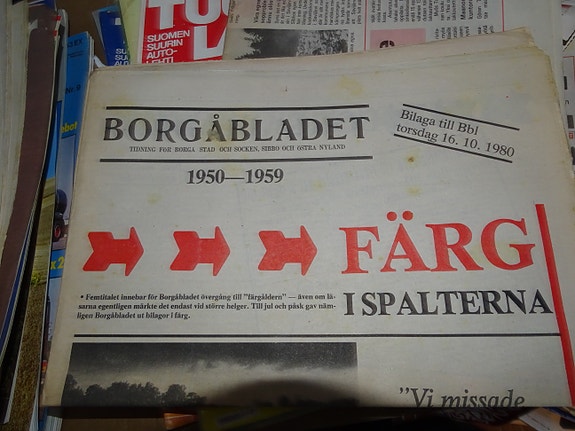 SUOMEN
SUURIN
AUTO-
LEHTI
BORGÅBLADET
TIDNING FÖR BORGA STAD OCH SOCKEN, SIBBO OCH ÖSTRA NYLAND
1950—1959
Bilaga till Bbl
torsdag 16. 10. 1980
FÄRG
I SPALTERNA
• Femtitalet innebar för Borgåbladet övergång till "färgåldern" — även om lä-
sarna egentligen märkte det endast vid större helger. Till jul och påsk gav näm-
ligen Borgåbladet ut bilagor i färg.
"Vi missade